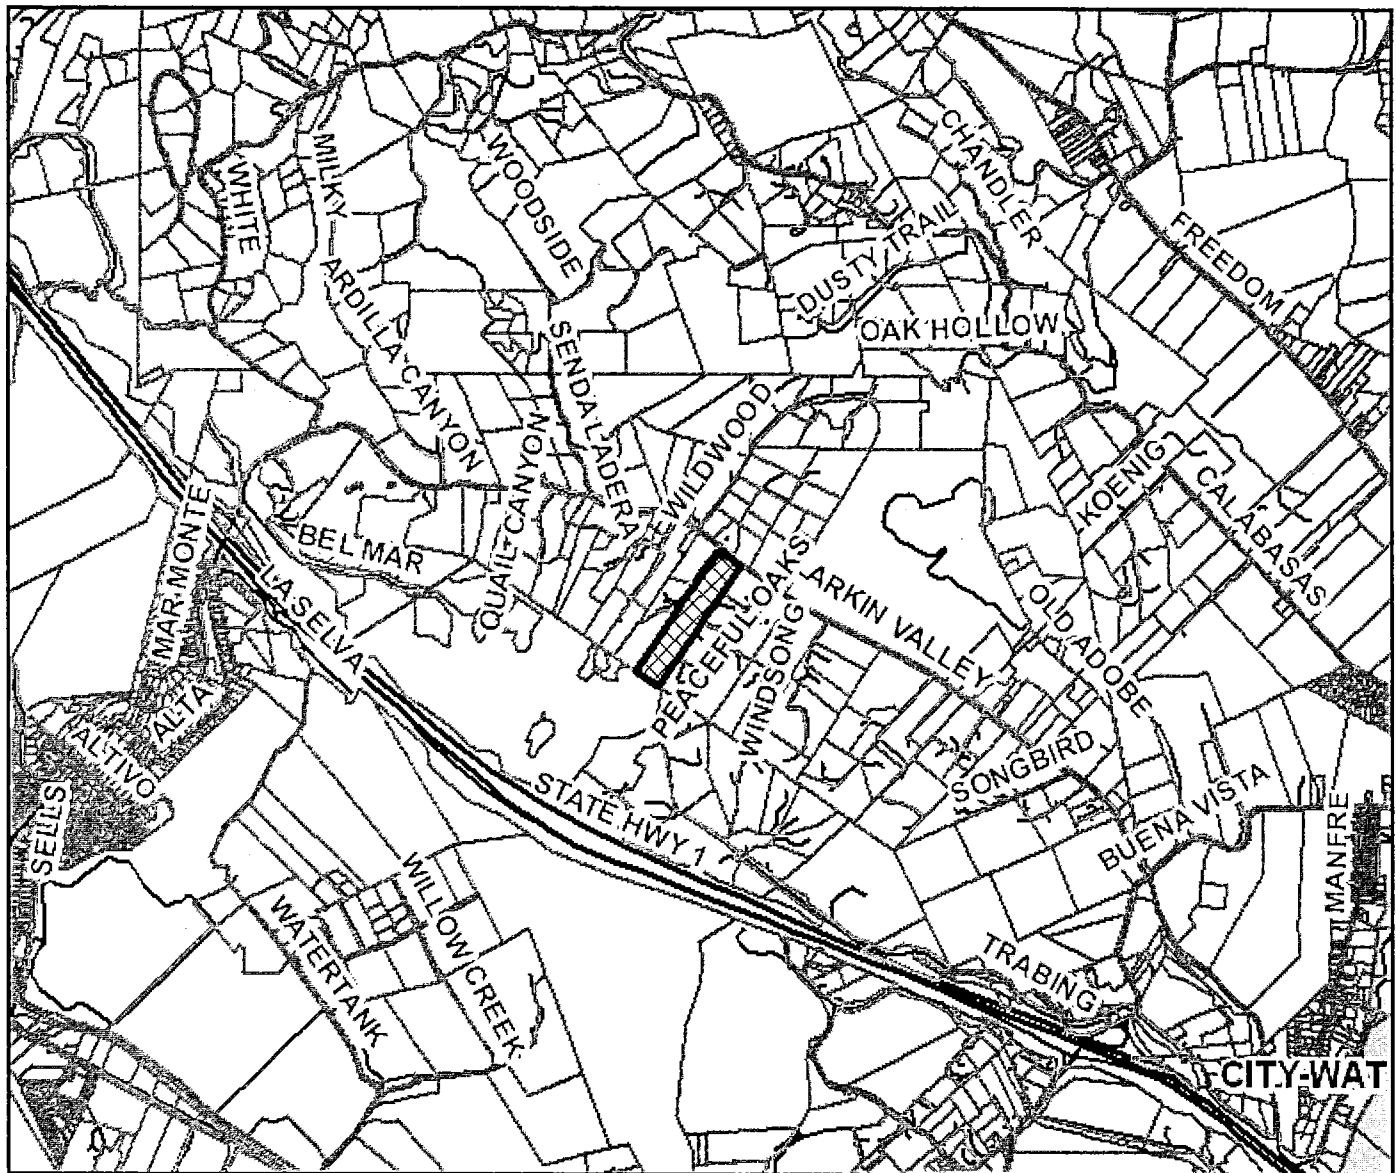 WHITE
MILKY
WOODSIDE
CHANDLER
FREEDOM
DUSTY TRAIL
OAK HOLLOW
ARDILLA CANYON
SENDA LADERA
WILDWOOD
QUAIL CANYON
KOENIG
CALABASAS
BEL MAR
MAR MONTE
LA SELVA
PEACEFUL OAKS
WINDSONG
ARKIN VALLEY
OLD ADOBE
ALTA
ALTIVO
SELLS
STATE HWY 1
SONGBIRD
BUENA VISTA
MANFRE
WILLOW CREEK
WATERTANK
TRABING
CITY-WAT